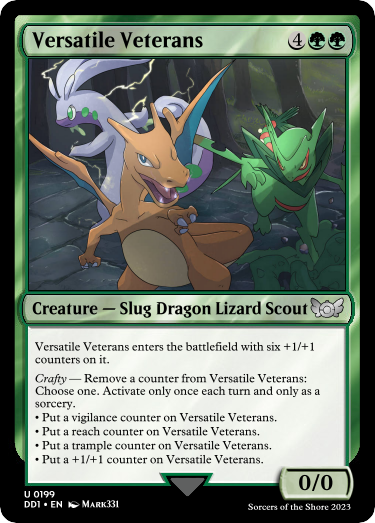 Versatile Veterans 4
Creature — Slug Dragon Lizard Scout
Versatile Veterans enters the battlefield with six +1/+1
counters on it.
Crafty — Remove a counter from Versatile Veterans:
Choose one. Activate only once each turn and only as a
sorcery.
• Put a vigilance counter on Versatile Veterans.
• Put a reach counter on Versatile Veterans.
• Put a trample counter on Versatile Veterans.
• Put a +1/+1 counter on Versatile Veterans.
0/0
U 0199
DD1 • EN Mark331
Sorcers of the Shore 2023